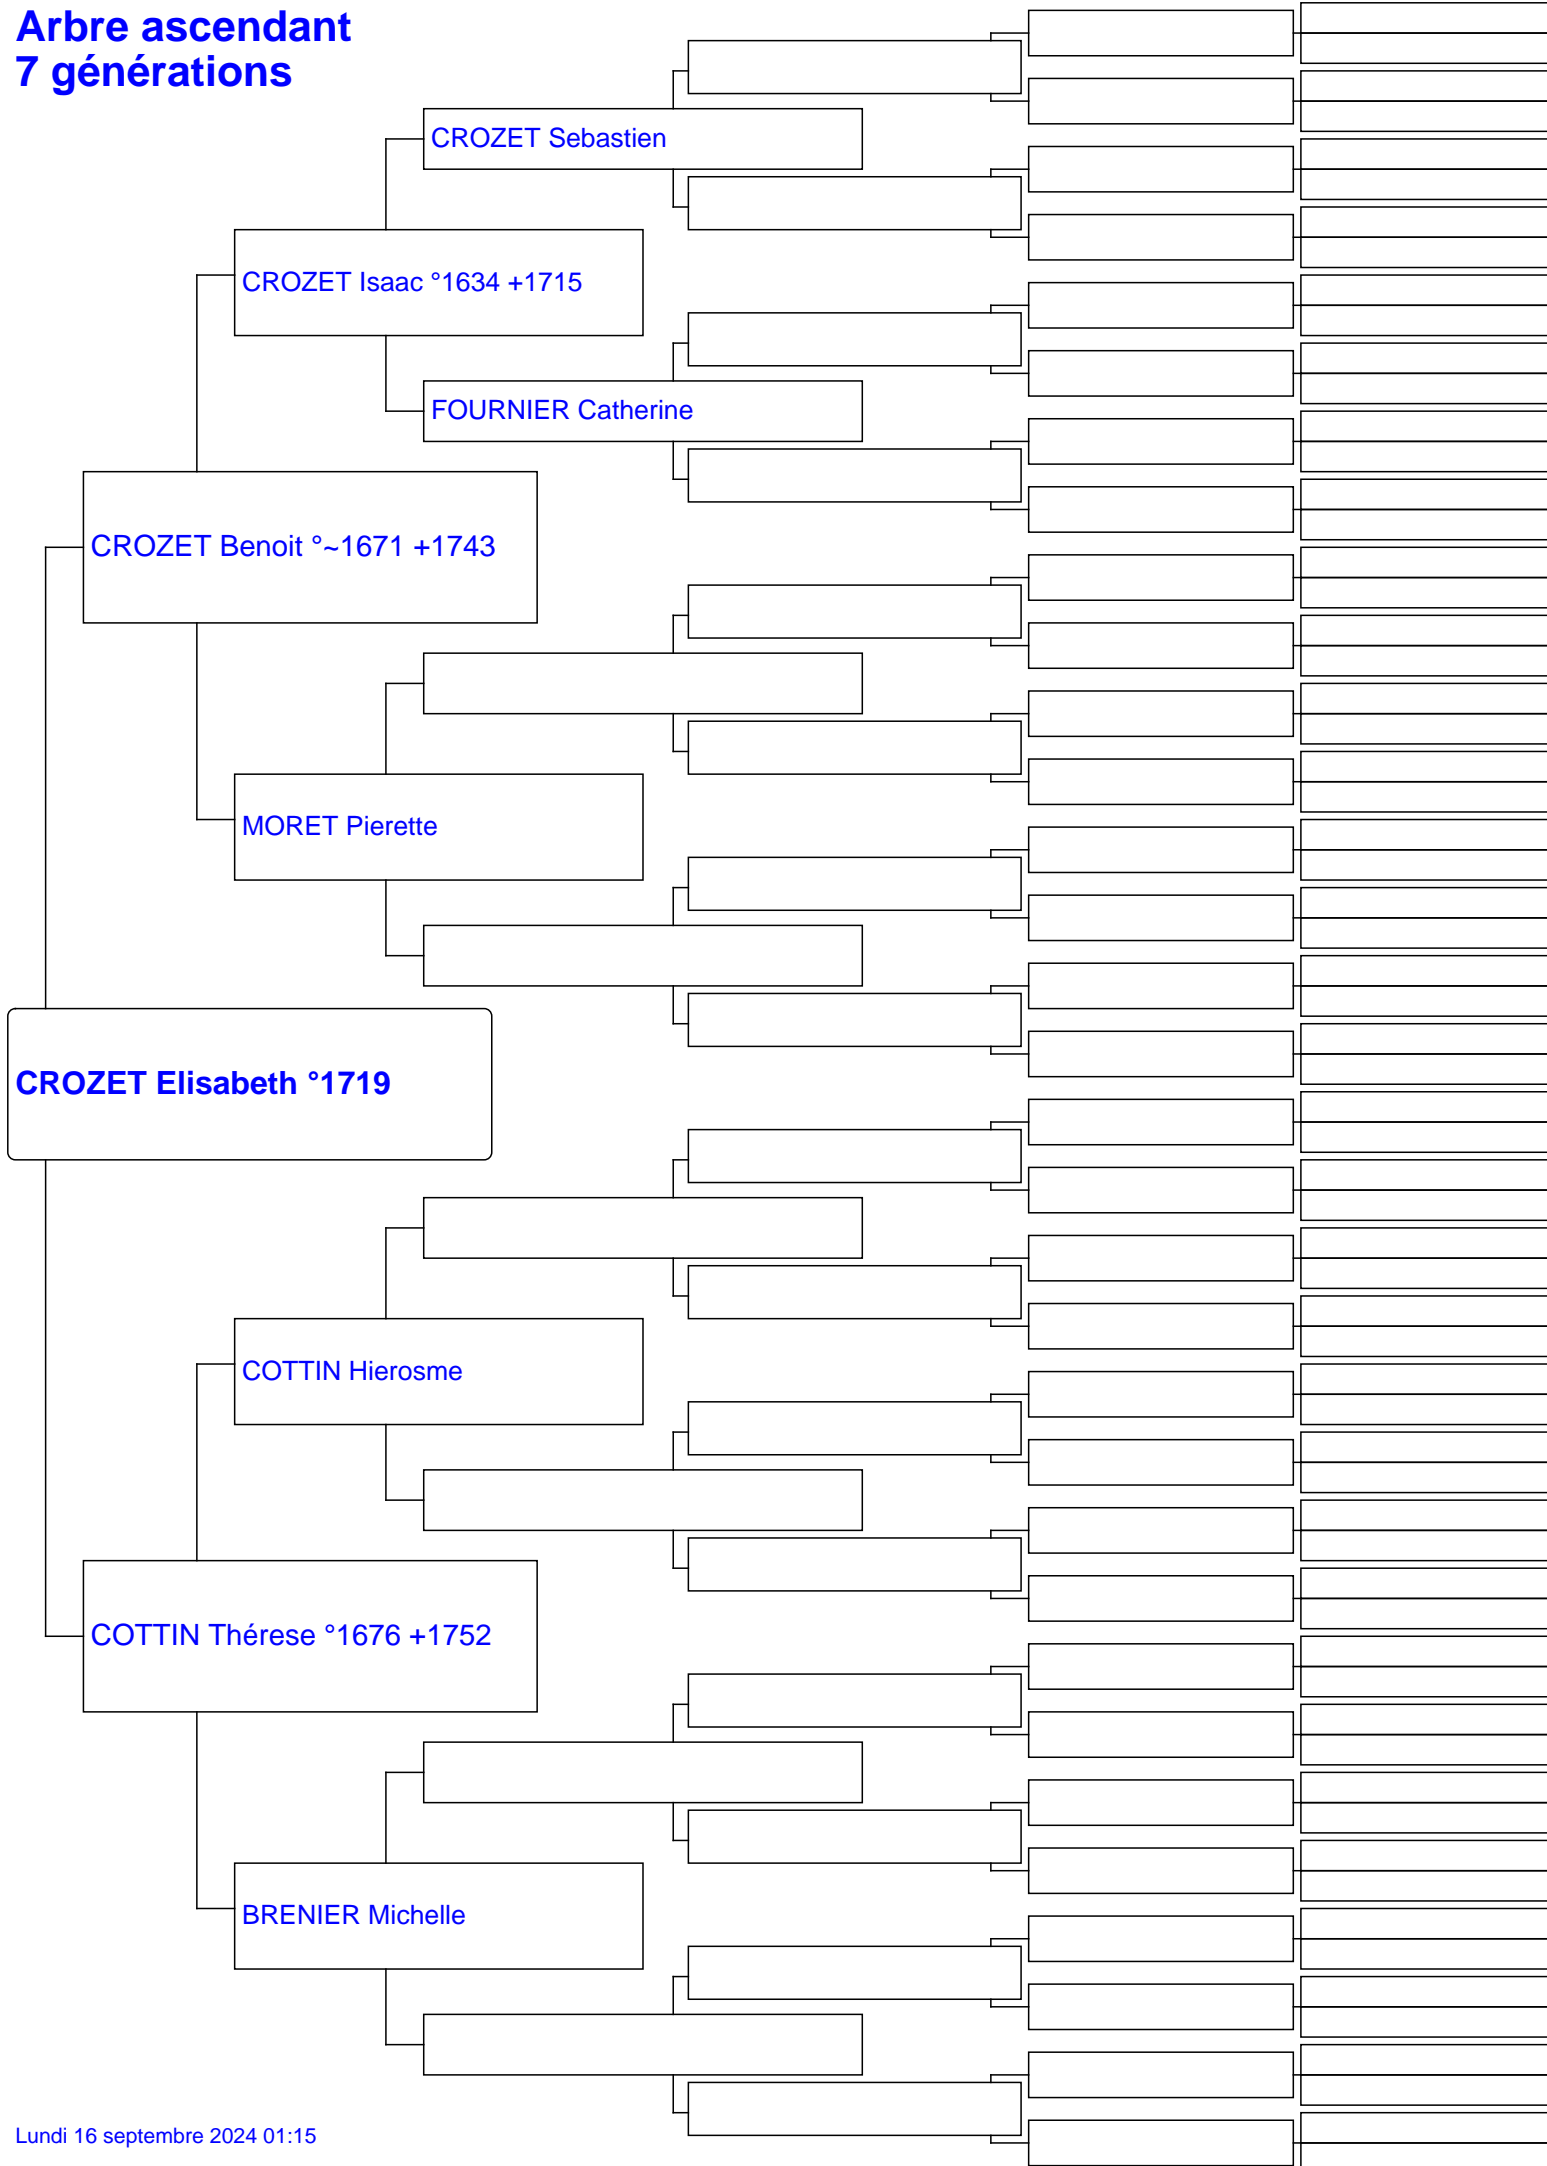 Arbre ascendant
7 générations
CROZET Sebastien
CROZET Isaac °1634 +1715
FOURNIER Catherine
CROZET Benoit °~1671 +1743
MORET Pierette
CROZET Elisabeth °1719
COTTIN Hierosme
COTTIN Thérese °1676 +1752
BRENIER Michelle
Lundi 16 septembre 2024 01:15